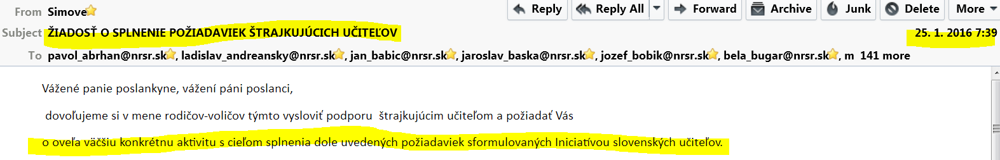 From Simove
Reply Reply All Forward Archive Junk Delete More
Subject ŽIADOSŤ O SPLNENIE POŽIADAVIEK ŠTRAJKUJÚCICH UČITEĽOV 25. 1. 2016 7:39
To pavol_abrhan@nrsr.sk, ladislav_andreansky@nrsr.sk, jan_babic@nrsr.sk, jaroslav_baska@nrsr.sk, jozef_bobik@nrsr.sk, bela_bugar@nrsr.sk, m 141 more
Vážené panie poslankyne, vážení páni poslanci,
dovoľujeme si v mene rodičov-voličov týmto vysloviť podporu štrajkujúcim učiteľom a požiadať Vás
o oveľa väčšiu konkrétnu aktivitu s cieľom splnenia dole uvedených požiadaviek sformulovaných Iniciatívou slovenských učiteľov.